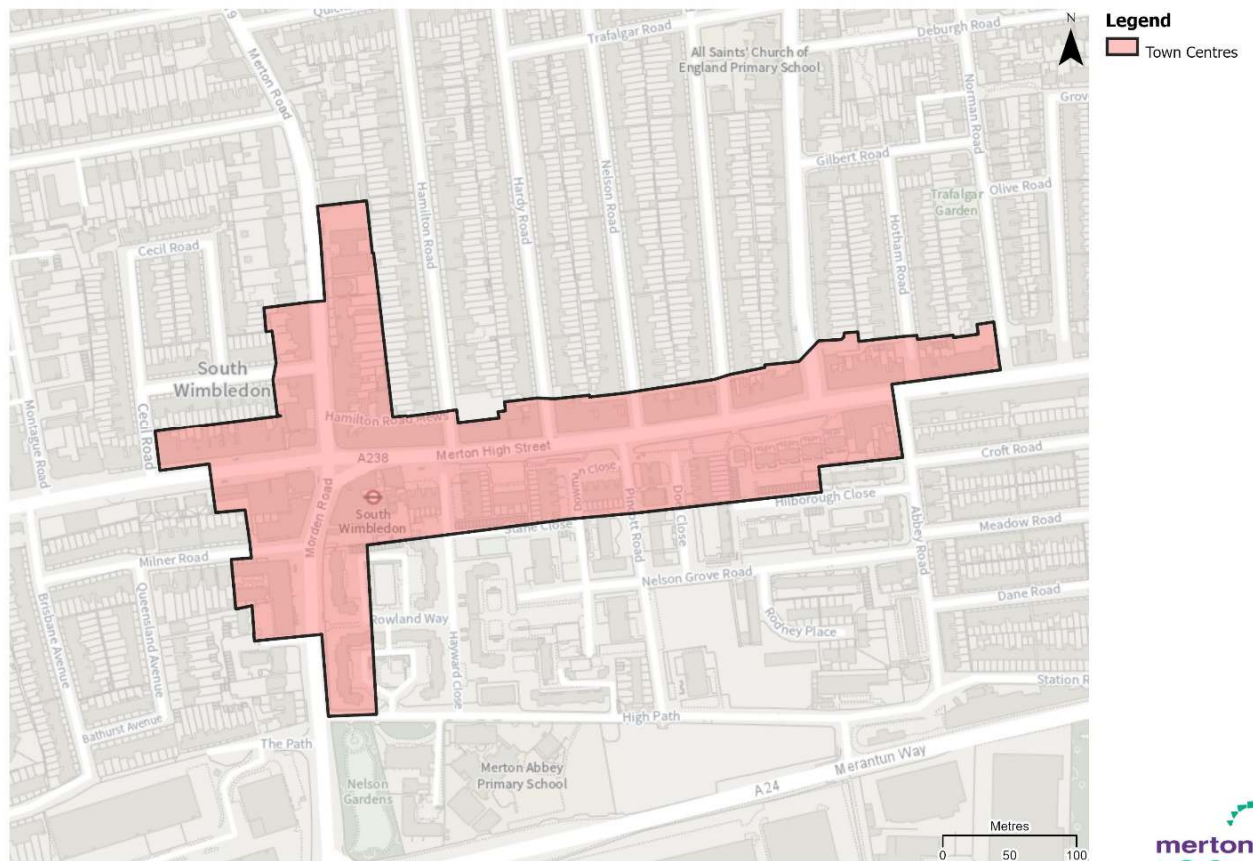 Legend
Town Centres
N
Merton Road
Trafalgar Road
Deburgh Road
All Saints' Church of
England Primary School
Norman Road
Gilbert Road
Olive Road
Trafalgar
Garden
Hotham Road
Hamilton Road
Hardy Road
Nelson Road
Cecil Road
South
Wimbledon
Cecil Road
Montague Road
Hamilton Road Mews
Merton High Street
A238
South
Wimbledon
Morden Road
Croft Road
Hilborough Close
Abbey Road
Meadow Road
Milner Road
Nelson Grove Road
Dane Road
Brisbane Avenue
Queensland Avenue
Rowland Way
Rodney Place
Hayward Close
Station R
Bathurst Avenue
High Path
The Path
Merton Abbey
Primary School
Nelson
Gardens
A24
Merantun Way
Metres
0 50 100
merton